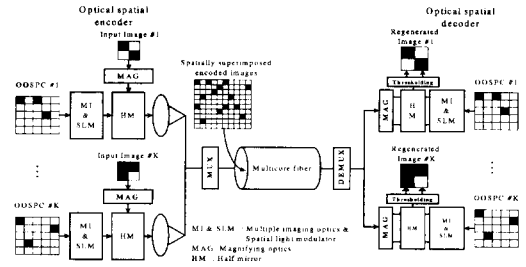 Optical spatial
encoder
Input Image #1
MAG
OOSPC #1
MI
&
SLM
HM
Input Image #K
MAG
OOSPC #K
MI
&
SLM
HM
Spatially superimposed
encoded images
MUX
Multicore fiber
DEMUX
MI & SLM : Multiple imaging optics &
Spatial light modulator
MAG : Magnifying optics
HM : Half mirror
Optical spatial
decoder
Regenerated
Image #1
Thresholding
MAG
HM
MI &
SLM
OOSPC #1
Regenerated
Image #K
Thresholding
MAG
HM
MI &
SLM
OOSPC #K